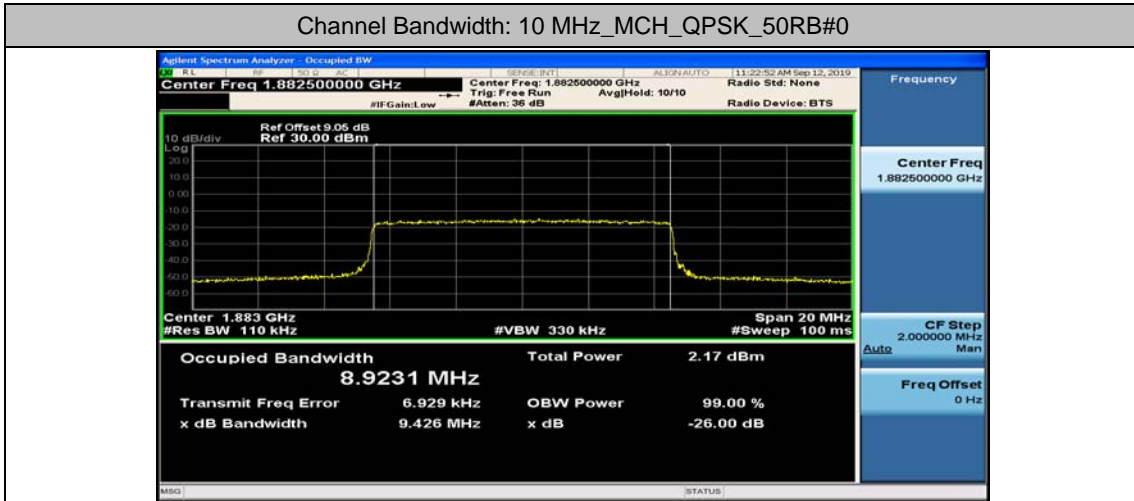 Channel Bandwidth: 10 MHz_MCH_QPSK_50RB#0
Agilent Spectrum Analyzer - Occupied BW
RL RF 50 Ω AC SENSE:INT ALIGN AUTO 11:22:52 AM Sep 12, 2019
Center Freq 1.882500000 GHz Center Freq: 1.882500000 GHz Radio Std: None
Trig: Free Run Avg|Hold: 10/10
#IFGain:Low #Atten: 36 dB Radio Device: BTS
Ref Offset 9.05 dB
10 dB/div Ref 30.00 dBm
Log
20.0
10.0
0.00
-10.0
-20.0
-30.0
-40.0
-50.0
-60.0
Center 1.883 GHz Span 20 MHz
#Res BW 110 kHz #VBW 330 kHz #Sweep 100 ms
Occupied Bandwidth Total Power 2.17 dBm
8.9231 MHz
Transmit Freq Error 6.929 kHz OBW Power 99.00 %
x dB Bandwidth 9.426 MHz x dB -26.00 dB
Frequency
Center Freq
1.882500000 GHz
CF Step
2.000000 MHz
Auto Man
Freq Offset
0 Hz
MSG STATUS